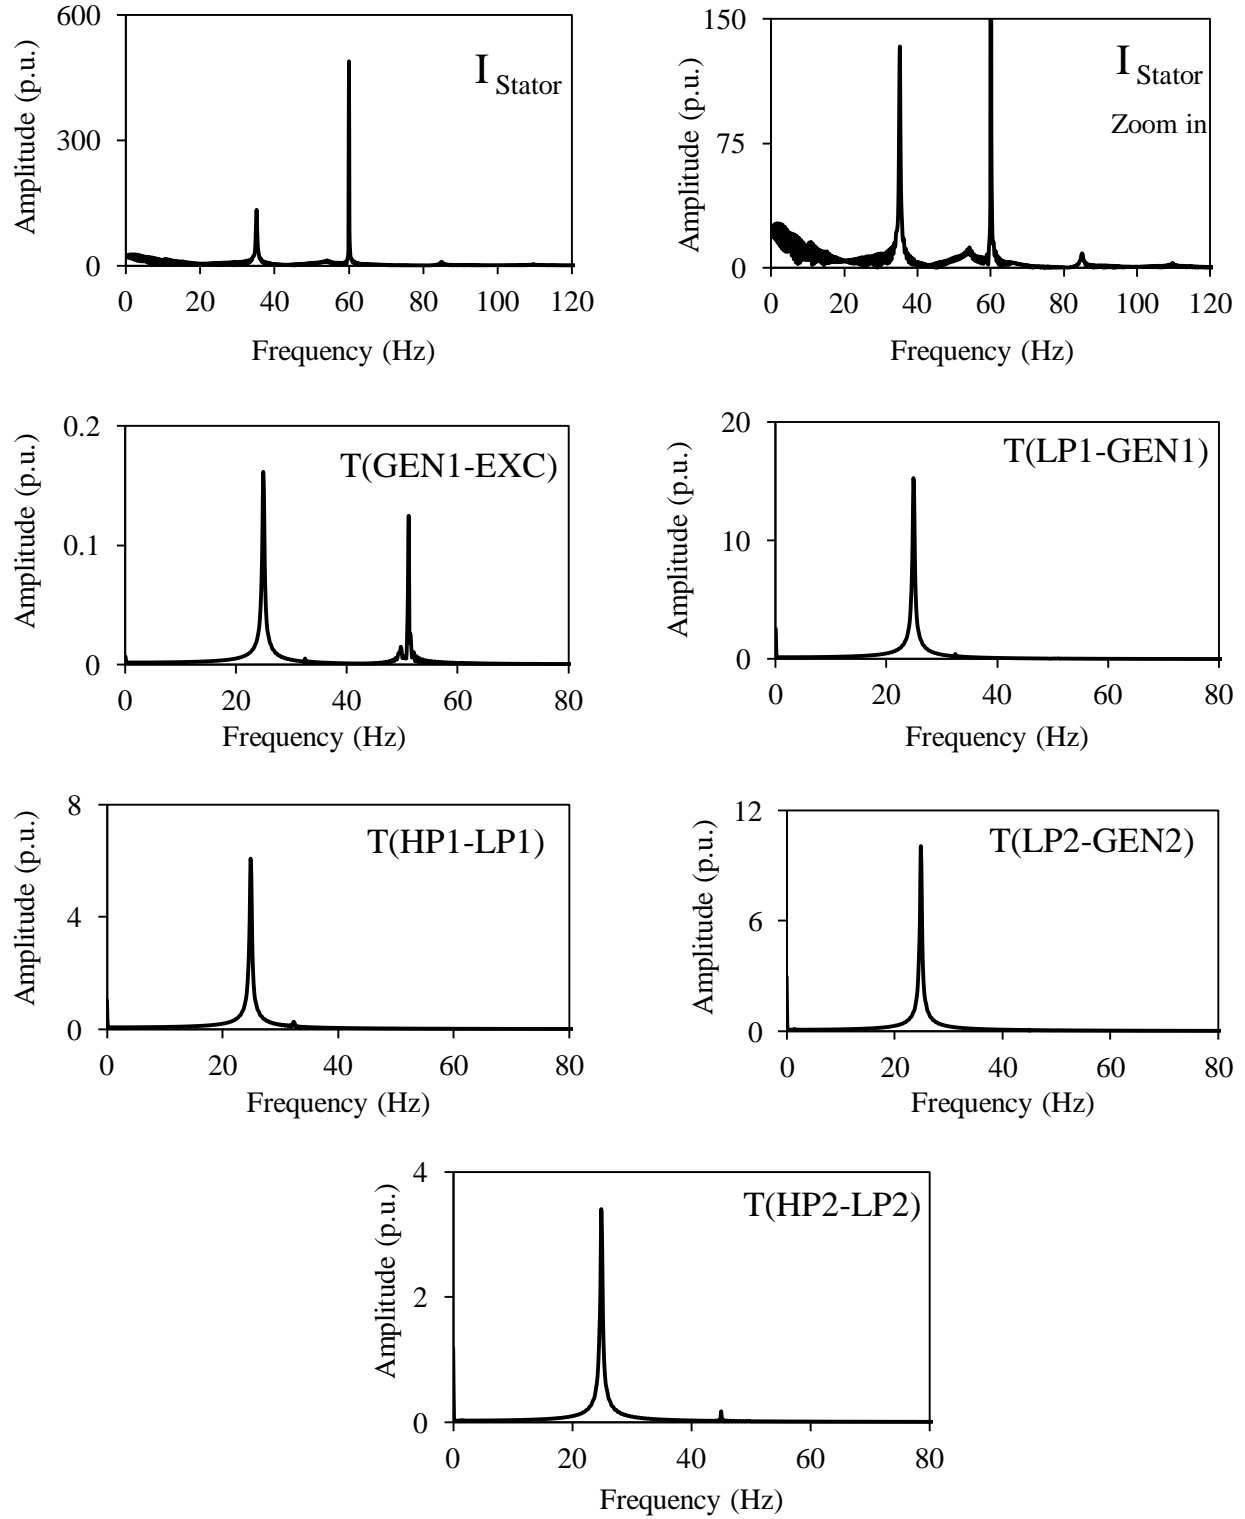 600
300
0
0 20 40 60 80 100 120
Amplitude (p.u.)
Frequency (Hz)
I Stator
150
75
0
0 20 40 60 80 100 120
Amplitude (p.u.)
Frequency (Hz)
I Stator
Zoom in
0.2
0.1
0
0 20 40 60 80
Amplitude (p.u.)
Frequency (Hz)
T(GEN1-EXC)
20
10
0
0 20 40 60 80
Amplitude (p.u.)
Frequency (Hz)
T(LP1-GEN1)
8
4
0
0 20 40 60 80
Amplitude (p.u.)
Frequency (Hz)
T(HP1-LP1)
12
6
0
0 20 40 60 80
Amplitude (p.u.)
Frequency (Hz)
T(LP2-GEN2)
4
2
0
0 20 40 60 80
Amplitude (p.u.)
Frequency (Hz)
T(HP2-LP2)